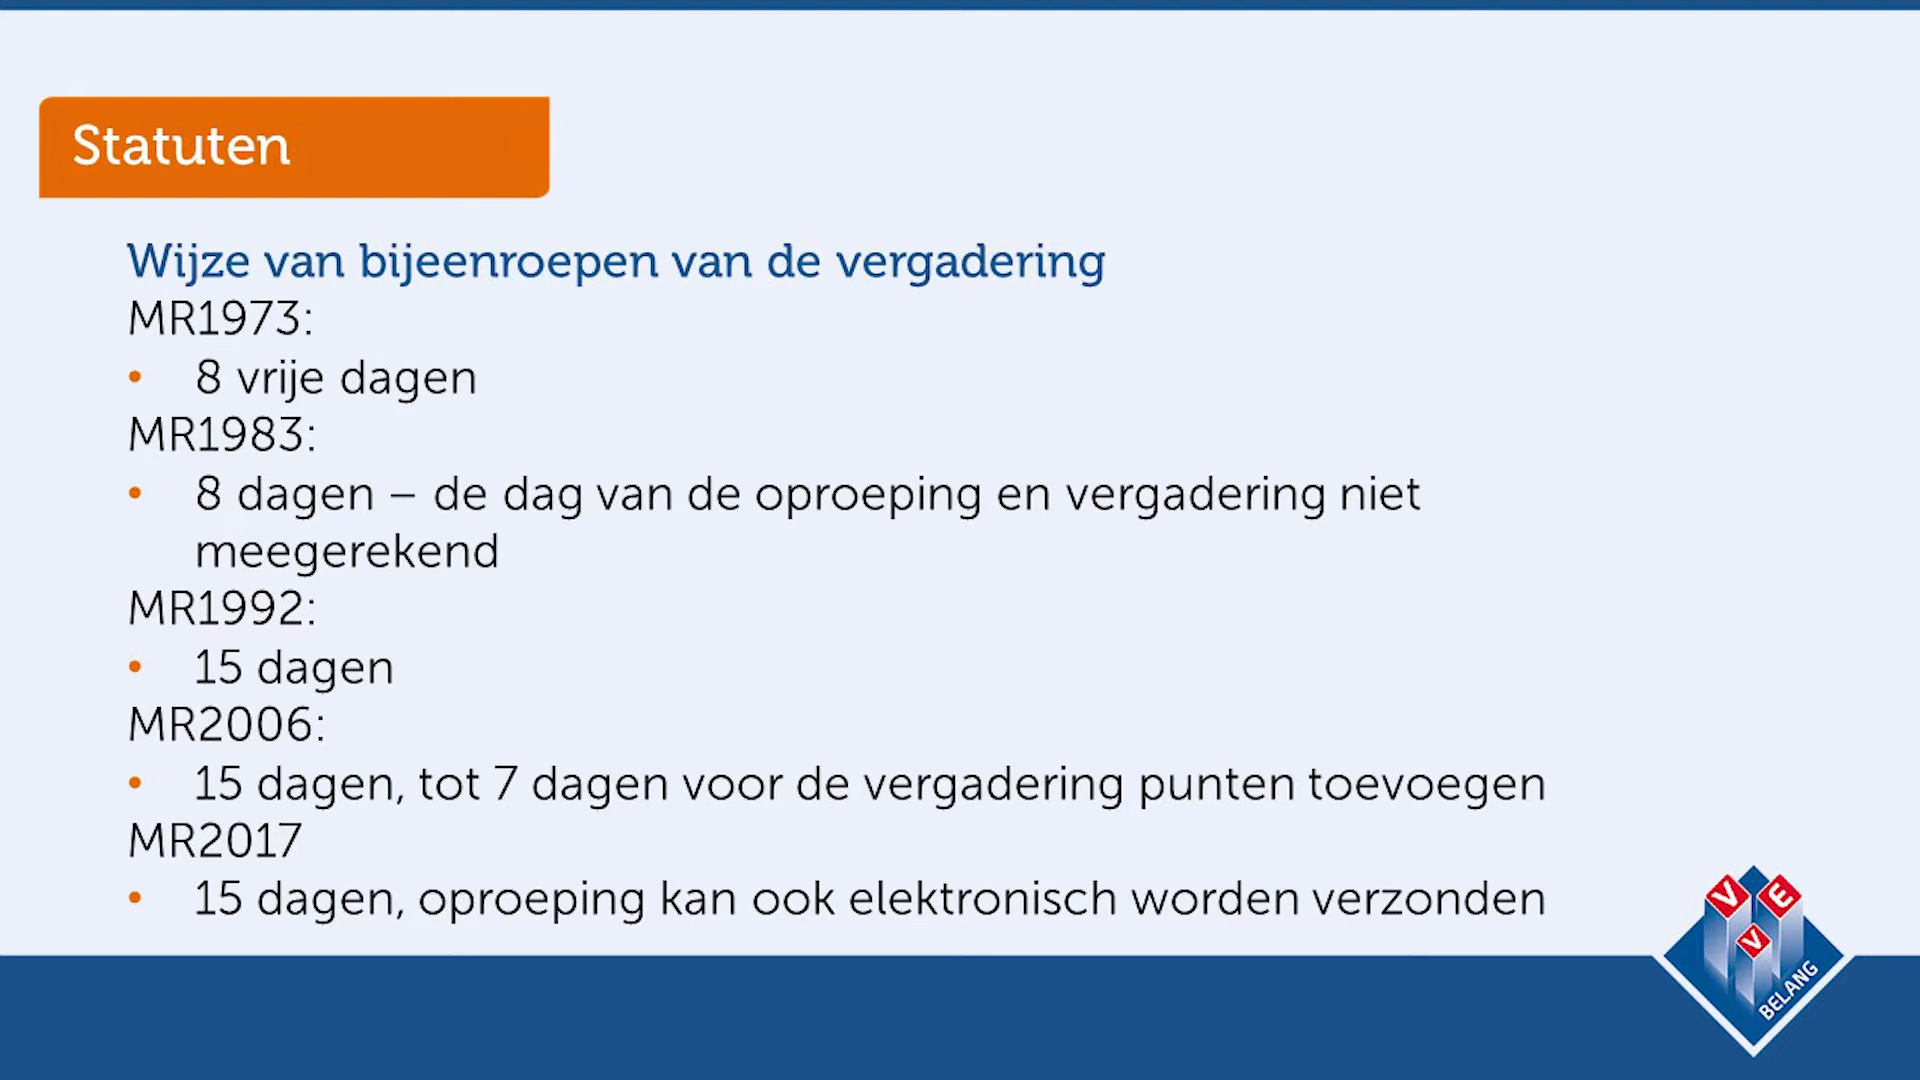 Statuten
Wijze van bijeenroepen van de vergadering
MR1973:
• 8 vrije dagen
MR1983:
• 8 dagen – de dag van de oproeping en vergadering niet
meegerekend
MR1992:
• 15 dagen
MR2006:
• 15 dagen, tot 7 dagen voor de vergadering punten toevoegen
MR2017
• 15 dagen, oproeping kan ook elektronisch worden verzonden
V V E
BELANG